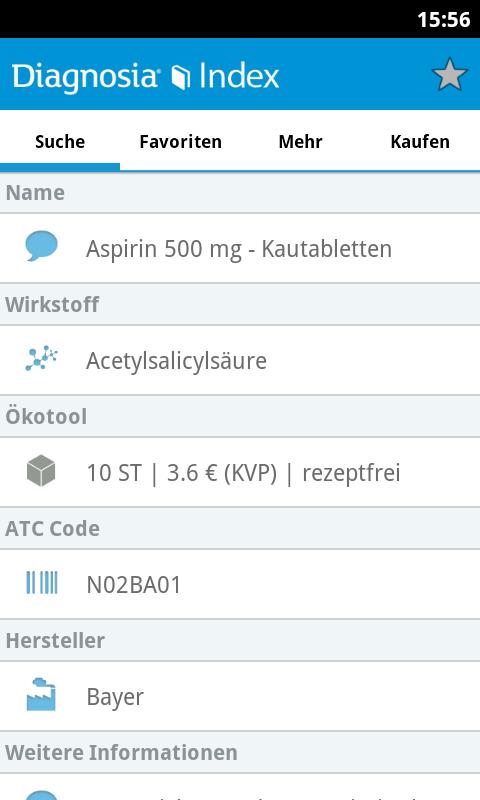 15:56
Diagnosia® Index
Suche Favoriten Mehr Kaufen
Name
Aspirin 500 mg - Kautabletten
Wirkstoff
Acetylsalicylsäure
Ökotool
10 ST | 3.6 € (KVP) | rezeptfrei
ATC Code
N02BA01
Hersteller
Bayer
Weitere Informationen